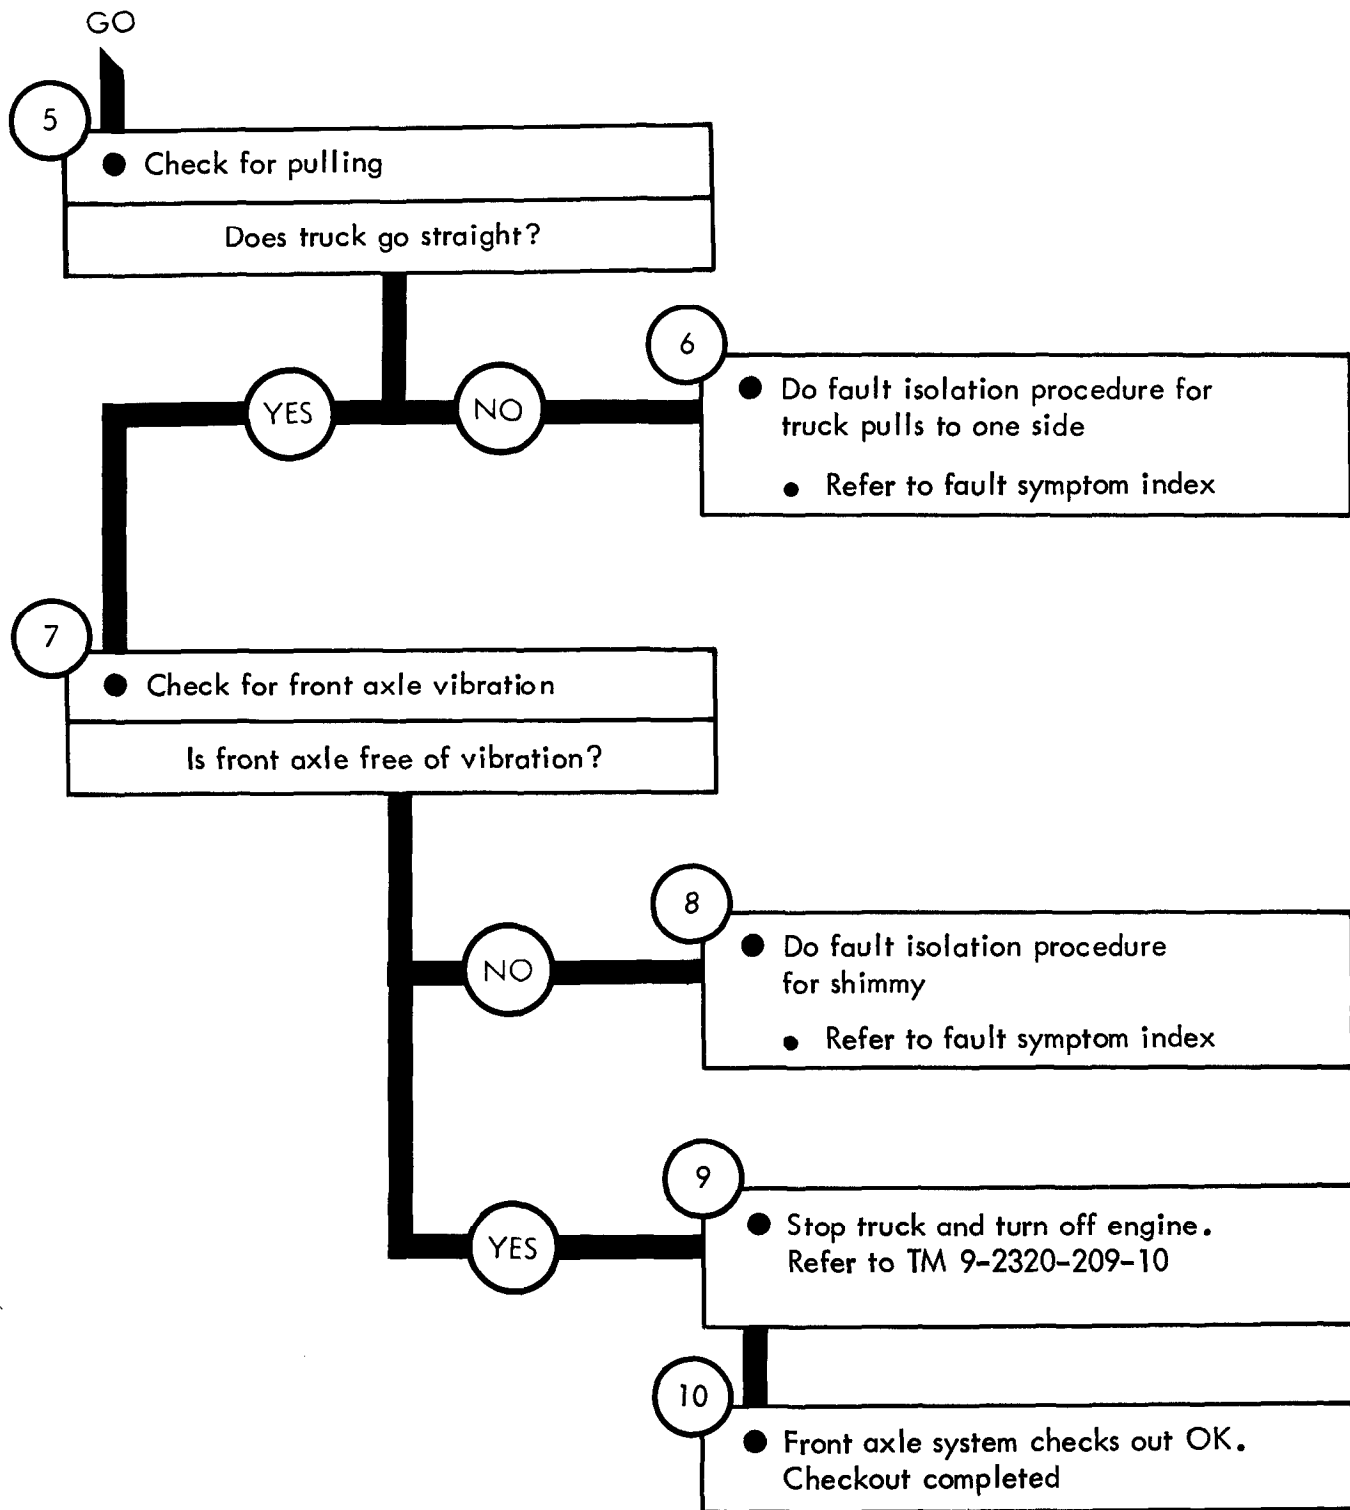 GO
5
● Check for pulling
Does truck go straight?
YES
NO
6
● Do fault isolation procedure for
truck pulls to one side
● Refer to fault symptom index
7
● Check for front axle vibration
Is front axle free of vibration?
NO
8
● Do fault isolation procedure
for shimmy
● Refer to fault symptom index
YES
9
● Stop truck and turn off engine.
Refer to TM 9-2320-209-10
10
● Front axle system checks out OK.
Checkout completed